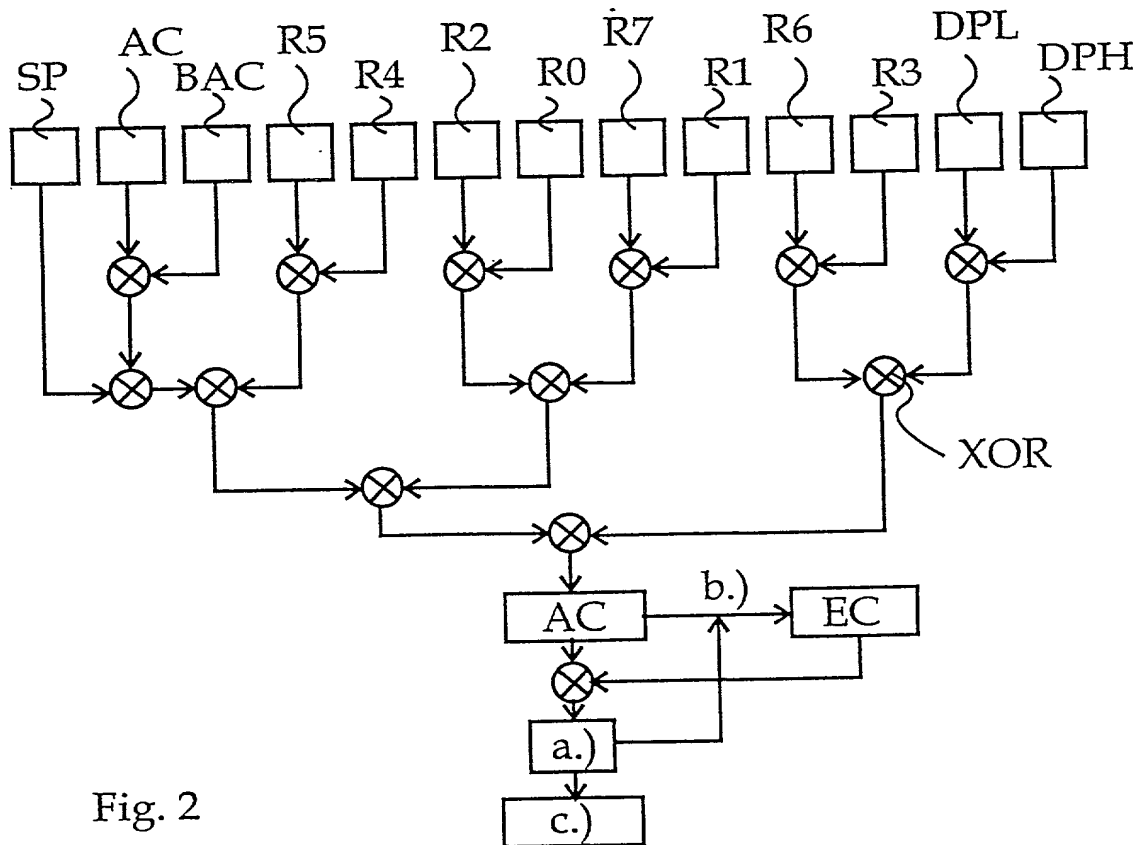 SP AC BAC R5 R4 R2 R0 R7 R1 R6 R3 DPL DPH
XOR
b.)
AC EC
a.)
Fig. 2 c.)